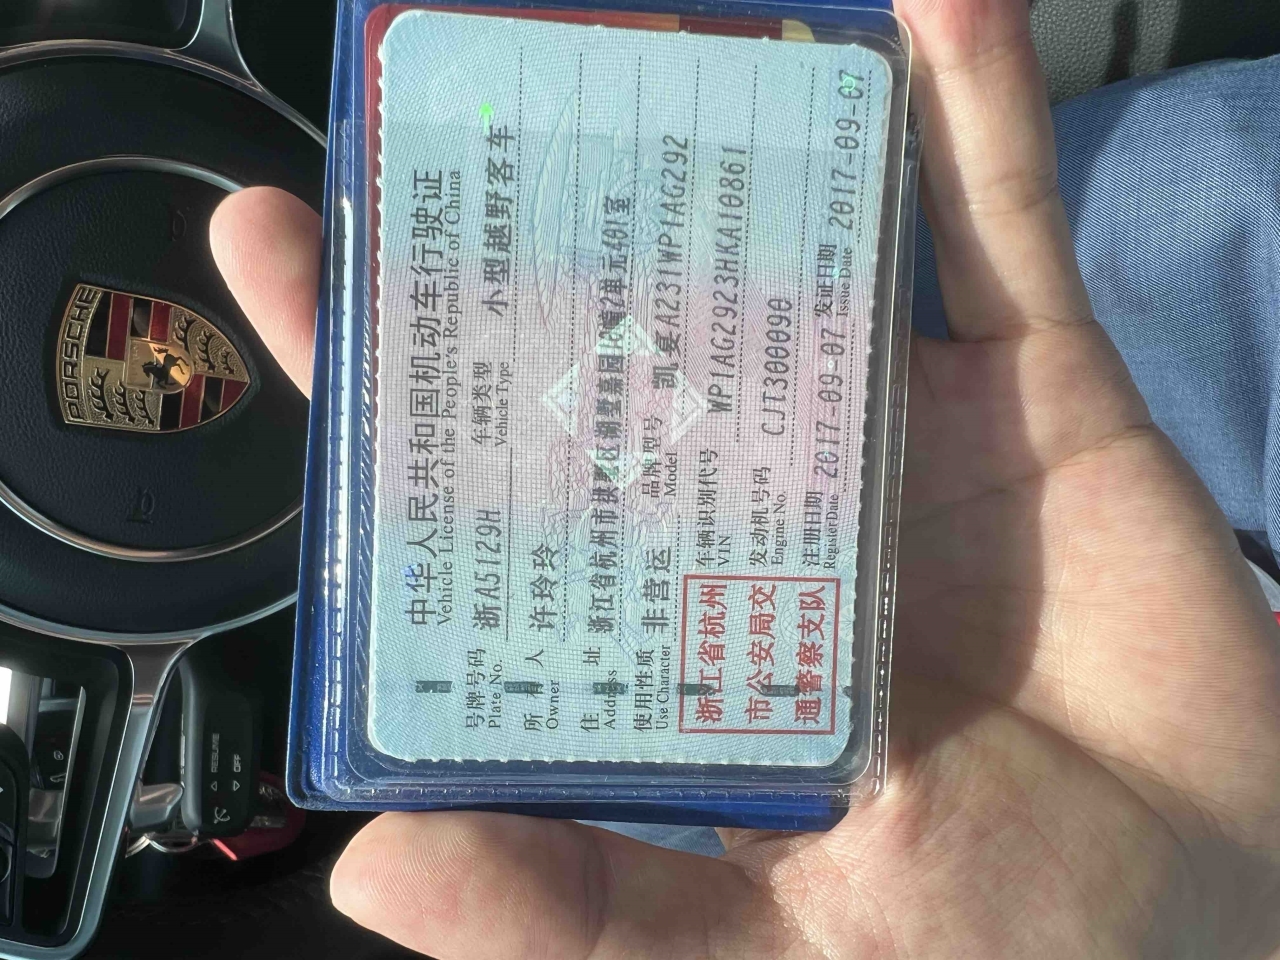 中华人民共和国机动车行驶证
Vehicle License of the People's Republic of China
号牌号码 浙A5129H 车辆类型 小型越野客车
Plate No. Vehicle Type
所有人 许玲玲
Owner
住址 浙江省杭州市拱墅区湖墅嘉园 2单元401室
Address
使用性质 非营运 品牌型号 凯宴A231WP1AG292
Use Character Model
车辆识别代号 WP1AG2923HKA10861
VIN
发动机号码 CJT300090
Engine No.
注册日期 2017-09-07 发证日期 2017-09-07
Register Date Issue Date
浙江省杭州
市公安局交
通警察支队
PORSCHE
RESUME
OFF